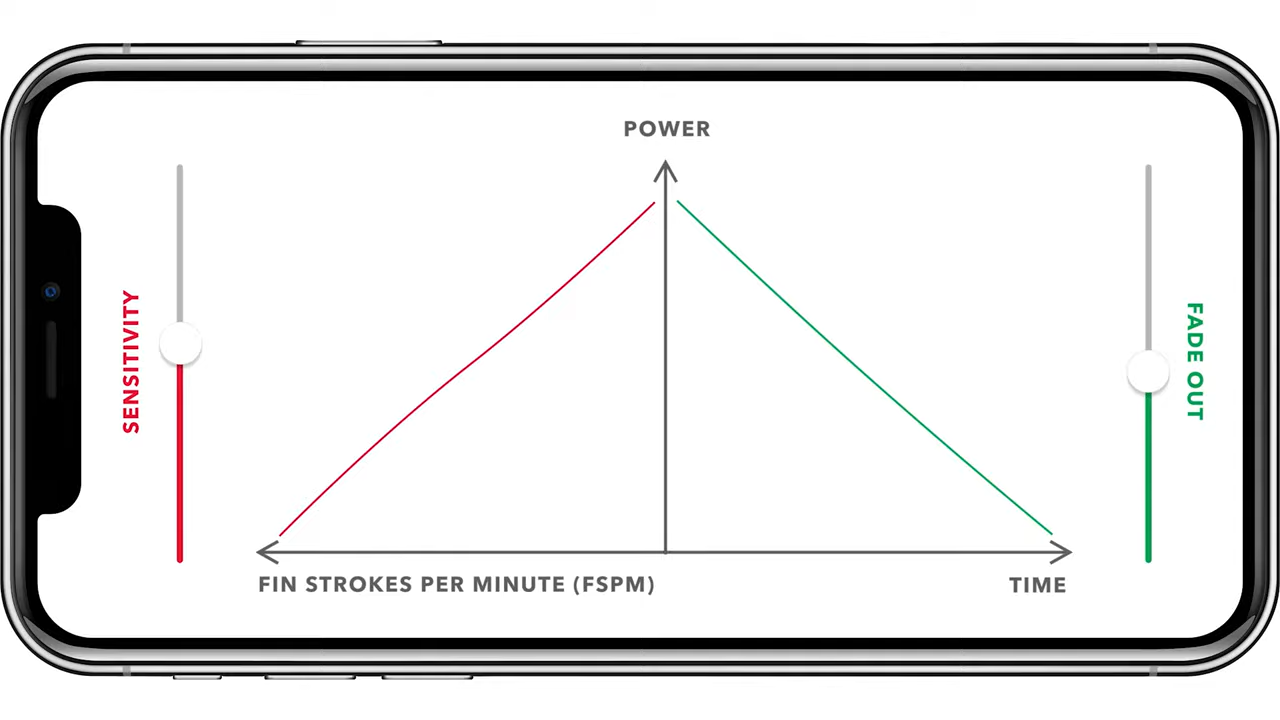 POWER
SENSITIVITY
FADE OUT
FIN STROKES PER MINUTE (FSPM)
TIME